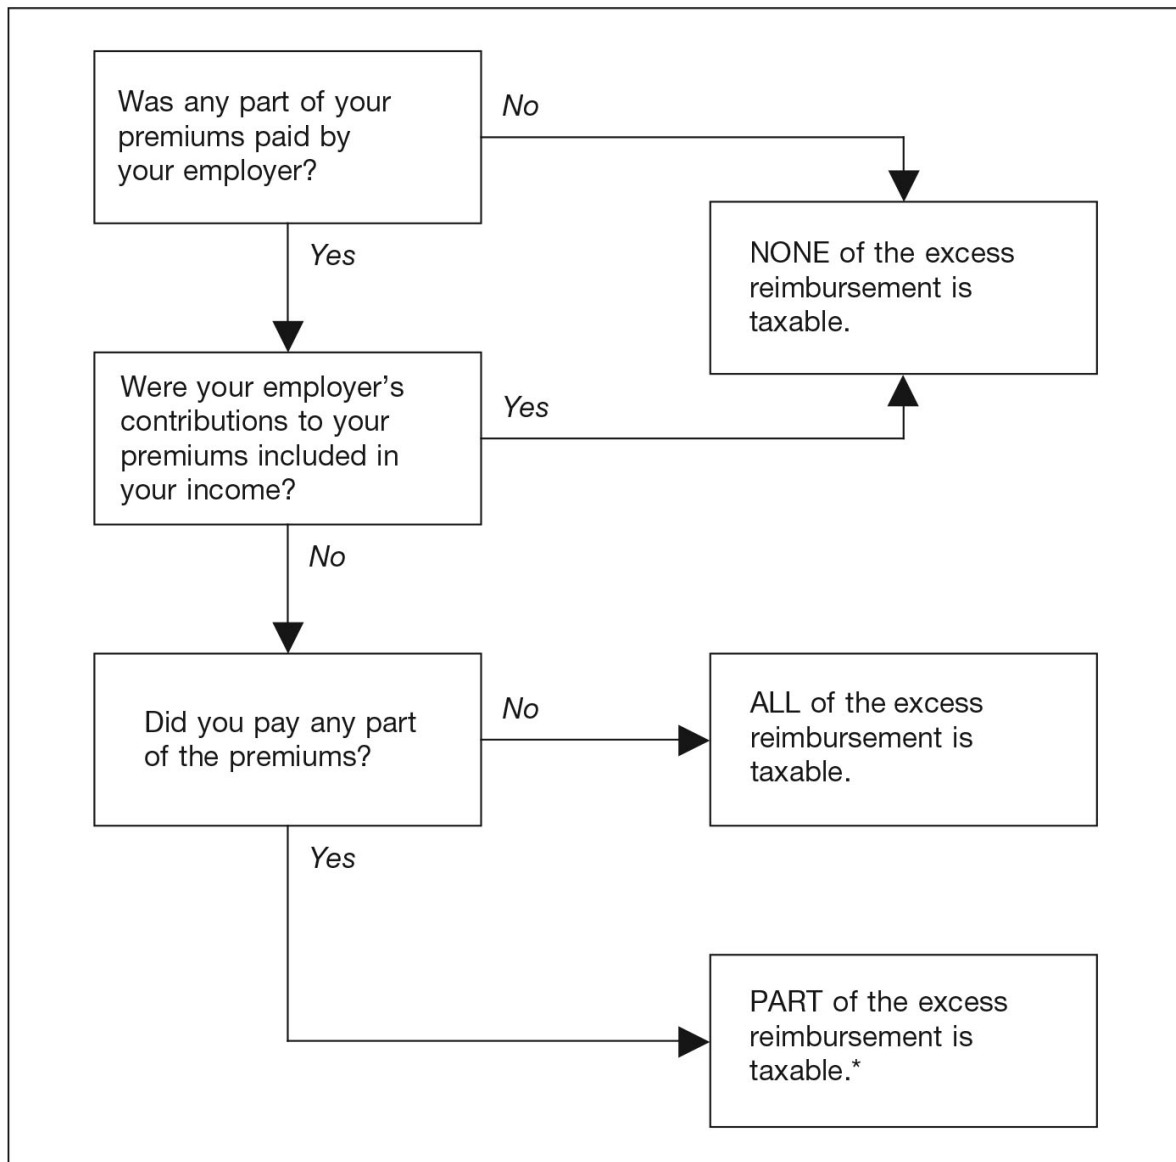 Was any part of your
premiums paid by
your employer?
No
Yes
NONE of the excess
reimbursement is
taxable.
Were your employer’s
contributions to your
premiums included in
your income?
Yes
No
Did you pay any part
of the premiums?
No
ALL of the excess
reimbursement is
taxable.
Yes
PART of the excess
reimbursement is
taxable.*